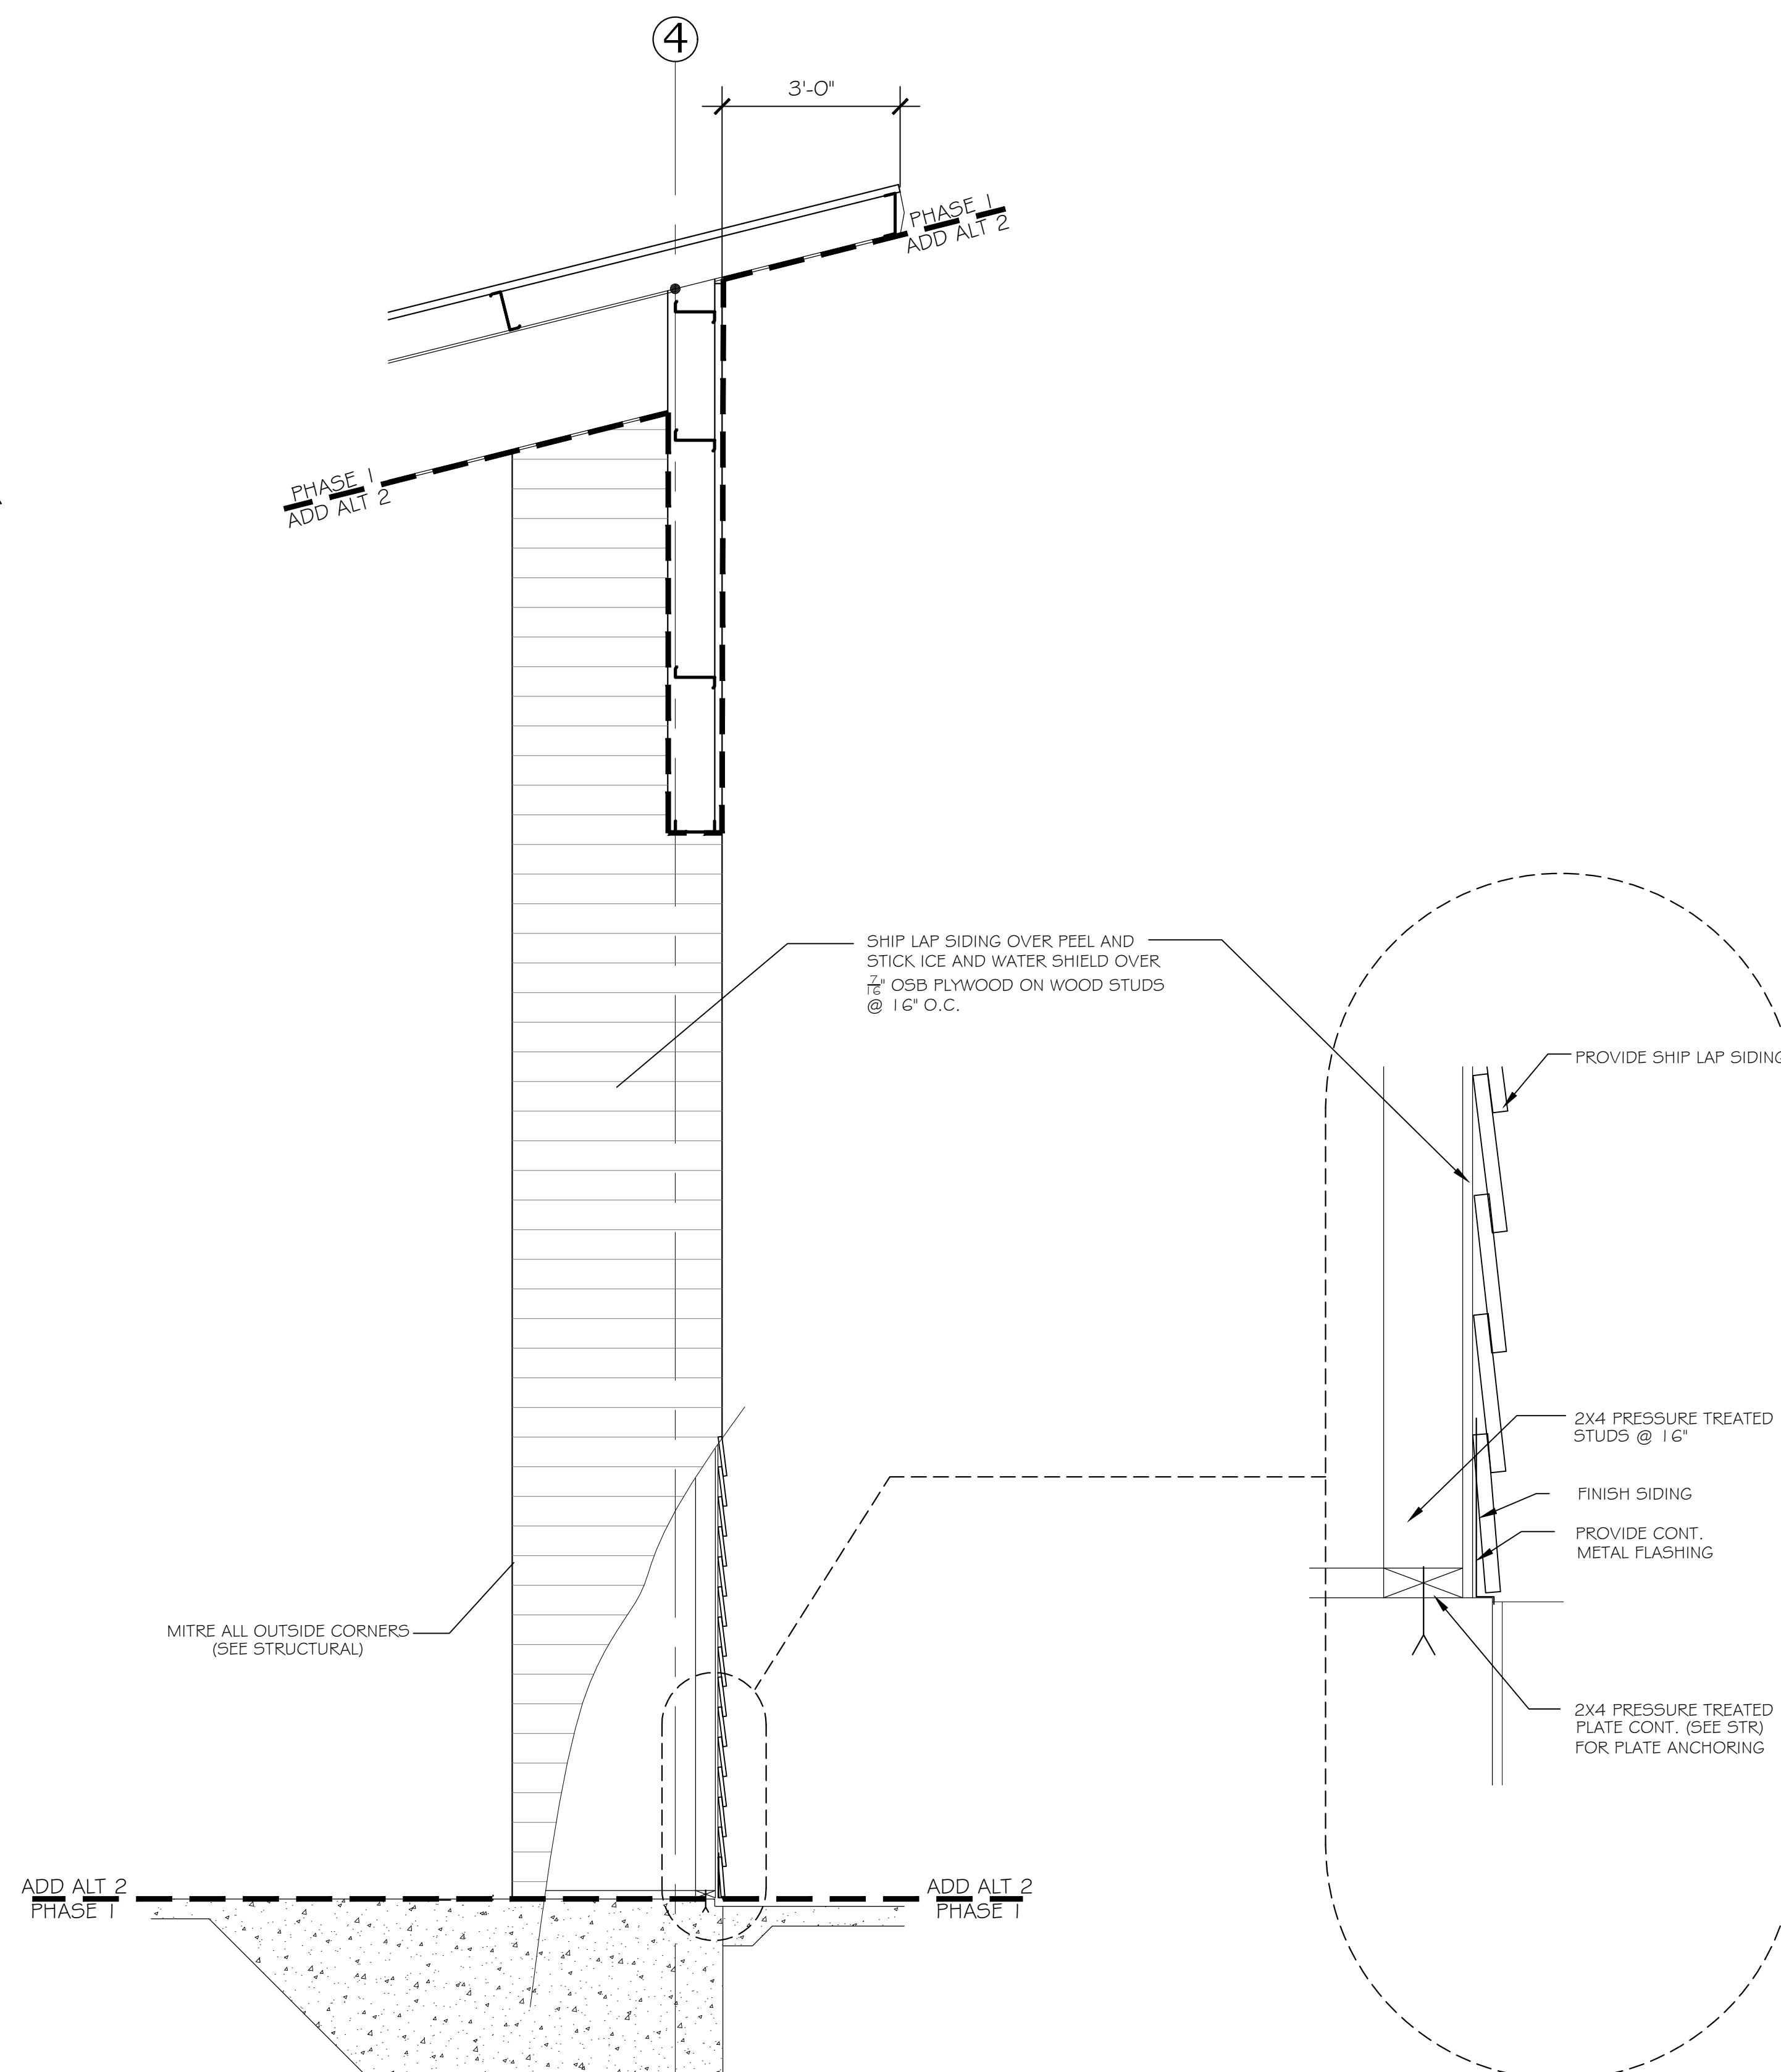 4
3'-0"
PHASE 1
ADD ALT 2
PHASE 1
ADD ALT 2
SHIP LAP SIDING OVER PEEL AND
STICK ICE AND WATER SHIELD OVER
7/16" OSB PLYWOOD ON WOOD STUDS
@ 16" O.C.
PROVIDE SHIP LAP SIDING
2X4 PRESSURE TREATED
STUDS @ 16"
FINISH SIDING
PROVIDE CONT.
METAL FLASHING
MITRE ALL OUTSIDE CORNERS
(SEE STRUCTURAL)
2X4 PRESSURE TREATED
PLATE CONT. (SEE STR)
FOR PLATE ANCHORING
ADD ALT 2
PHASE 1
ADD ALT 2
PHASE 1